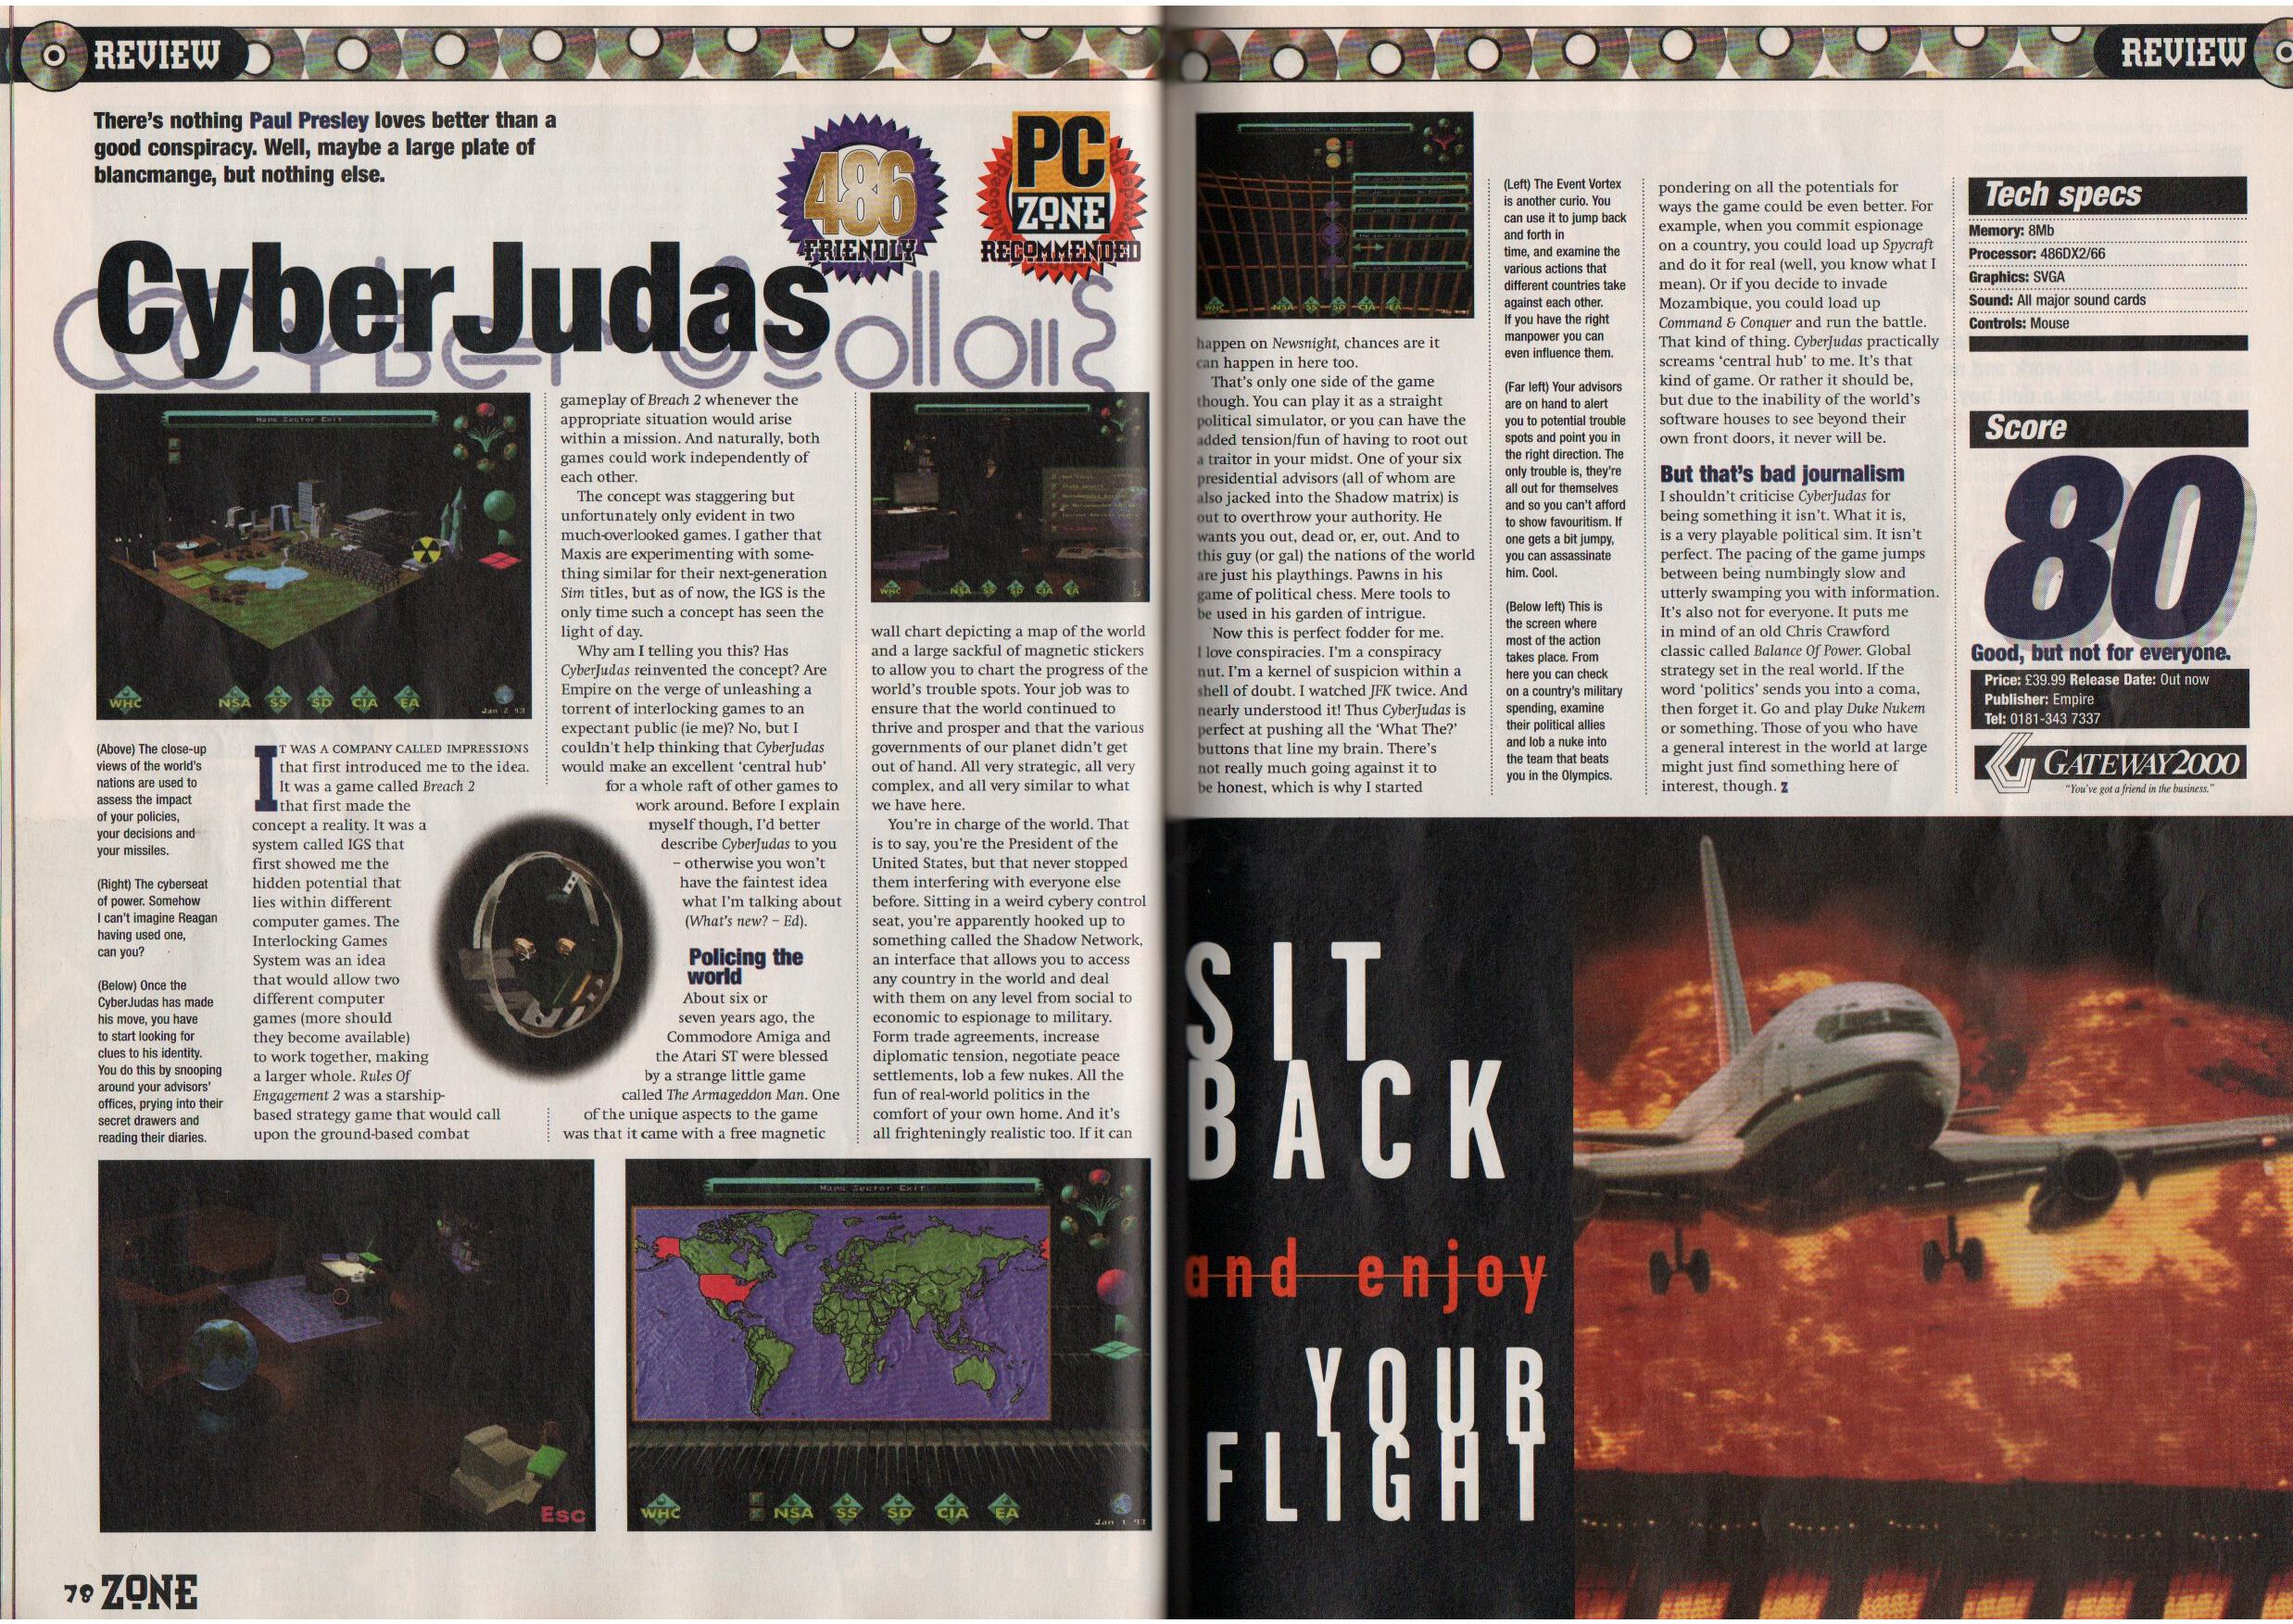 REVIEW
REVIEW
There's nothing Paul Presley loves better than a
good conspiracy. Well, maybe a large plate of
blancmange, but nothing else.
486
FRIENDLY
PC
ZONE
RECOMMENDED
CyberJudas
Maps Sector Exit
WHC NSA SS SD CIA EA
Jan 2 93
(Above) The close-up
views of the world's
nations are used to
assess the impact
of your policies,
your decisions and
your missiles.
(Right) The cyberseat
of power. Somehow
I can't imagine Reagan
having used one,
can you?
(Below) Once the
CyberJudas has made
his move, you have
to start looking for
clues to his identity.
You do this by snooping
around your advisors'
offices, prying into their
secret drawers and
reading their diaries.
IT WAS A COMPANY CALLED IMPRESSIONS
that first introduced me to the idea.
It was a game called Breach 2
that first made the
concept a reality. It was a
system called IGS that
first showed me the
hidden potential that
lies within different
computer games. The
Interlocking Games
System was an idea
that would allow two
different computer
games (more should
they become available)
to work together, making
a larger whole. Rules Of
Engagement 2 was a starship-
based strategy game that would call
upon the ground-based combat
gameplay of Breach 2 whenever the
appropriate situation would arise
within a mission. And naturally, both
games could work independently of
each other.
The concept was staggering but
unfortunately only evident in two
much-overlooked games. I gather that
Maxis are experimenting with some-
thing similar for their next-generation
Sim titles, but as of now, the IGS is the
only time such a concept has seen the
light of day.
Why am I telling you this? Has
CyberJudas reinvented the concept? Are
Empire on the verge of unleashing a
torrent of interlocking games to an
expectant public (ie me)? No, but I
couldn't help thinking that CyberJudas
would make an excellent 'central hub'
for a whole raft of other games to
work around. Before I explain
myself though, I'd better
describe CyberJudas to you
– otherwise you won't
have the faintest idea
what I'm talking about
(What's new? – Ed).
Policing the
world
About six or
seven years ago, the
Commodore Amiga and
the Atari ST were blessed
by a strange little game
called The Armageddon Man. One
of the unique aspects to the game
was that it came with a free magnetic
WHC NSA SS SD CIA EA
wall chart depicting a map of the world
and a large sackful of magnetic stickers
to allow you to chart the progress of the
world's trouble spots. Your job was to
ensure that the world continued to
thrive and prosper and that the various
governments of our planet didn't get
out of hand. All very strategic, all very
complex, and all very similar to what
we have here.
You're in charge of the world. That
is to say, you're the President of the
United States, but that never stopped
them interfering with everyone else
before. Sitting in a weird cybery control
seat, you're apparently hooked up to
something called the Shadow Network,
an interface that allows you to access
any country in the world and deal
with them on any level from social to
economic to espionage to military.
Form trade agreements, increase
diplomatic tension, negotiate peace
settlements, lob a few nukes. All the
fun of real-world politics in the
comfort of your own home. And it's
all frighteningly realistic too. If it can
Esc
Maps Sector Exit
WHC NSA SS SD CIA EA
Jan 1 93
78 ZONE
WHC NSA SS SD CIA EA
happen on Newsnight, chances are it
can happen in here too.
That's only one side of the game
though. You can play it as a straight
political simulator, or you can have the
added tension/fun of having to root out
a traitor in your midst. One of your six
presidential advisors (all of whom are
also jacked into the Shadow matrix) is
out to overthrow your authority. He
wants you out, dead or, er, out. And to
this guy (or gal) the nations of the world
are just his playthings. Pawns in his
game of political chess. Mere tools to
be used in his garden of intrigue.
Now this is perfect fodder for me.
I love conspiracies. I'm a conspiracy
nut. I'm a kernel of suspicion within a
shell of doubt. I watched JFK twice. And
nearly understood it! Thus CyberJudas is
perfect at pushing all the 'What The?'
buttons that line my brain. There's
not really much going against it to
be honest, which is why I started
(Left) The Event Vortex
is another curio. You
can use it to jump back
and forth in
time, and examine the
various actions that
different countries take
against each other.
If you have the right
manpower you can
even influence them.
(Far left) Your advisors
are on hand to alert
you to potential trouble
spots and point you in
the right direction. The
only trouble is, they're
all out for themselves
and so you can't afford
to show favouritism. If
one gets a bit jumpy,
you can assassinate
him. Cool.
(Below left) This is
the screen where
most of the action
takes place. From
here you can check
on a country's military
spending, examine
their political allies
and lob a nuke into
the team that beats
you in the Olympics.
pondering on all the potentials for
ways the game could be even better. For
example, when you commit espionage
on a country, you could load up Spycraft
and do it for real (well, you know what I
mean). Or if you decide to invade
Mozambique, you could load up
Command & Conquer and run the battle.
That kind of thing. CyberJudas practically
screams 'central hub' to me. It's that
kind of game. Or rather it should be,
but due to the inability of the world's
software houses to see beyond their
own front doors, it never will be.
But that's bad journalism
I shouldn't criticise CyberJudas for
being something it isn't. What it is,
is a very playable political sim. It isn't
perfect. The pacing of the game jumps
between being numbingly slow and
utterly swamping you with information.
It's also not for everyone. It puts me
in mind of an old Chris Crawford
classic called Balance Of Power. Global
strategy set in the real world. If the
word 'politics' sends you into a coma,
then forget it. Go and play Duke Nukem
or something. Those of you who have
a general interest in the world at large
might just find something here of
interest, though. Z
Tech specs
Memory: 8Mb
Processor: 486DX2/66
Graphics: SVGA
Sound: All major sound cards
Controls: Mouse
Score
80
Good, but not for everyone.
Price: £39.99 Release Date: Out now
Publisher: Empire
Tel: 0181-343 7337
GATEWAY2000
"You've got a friend in the business."
SIT
BACK
and enjoy
YOUR
FLIGHT